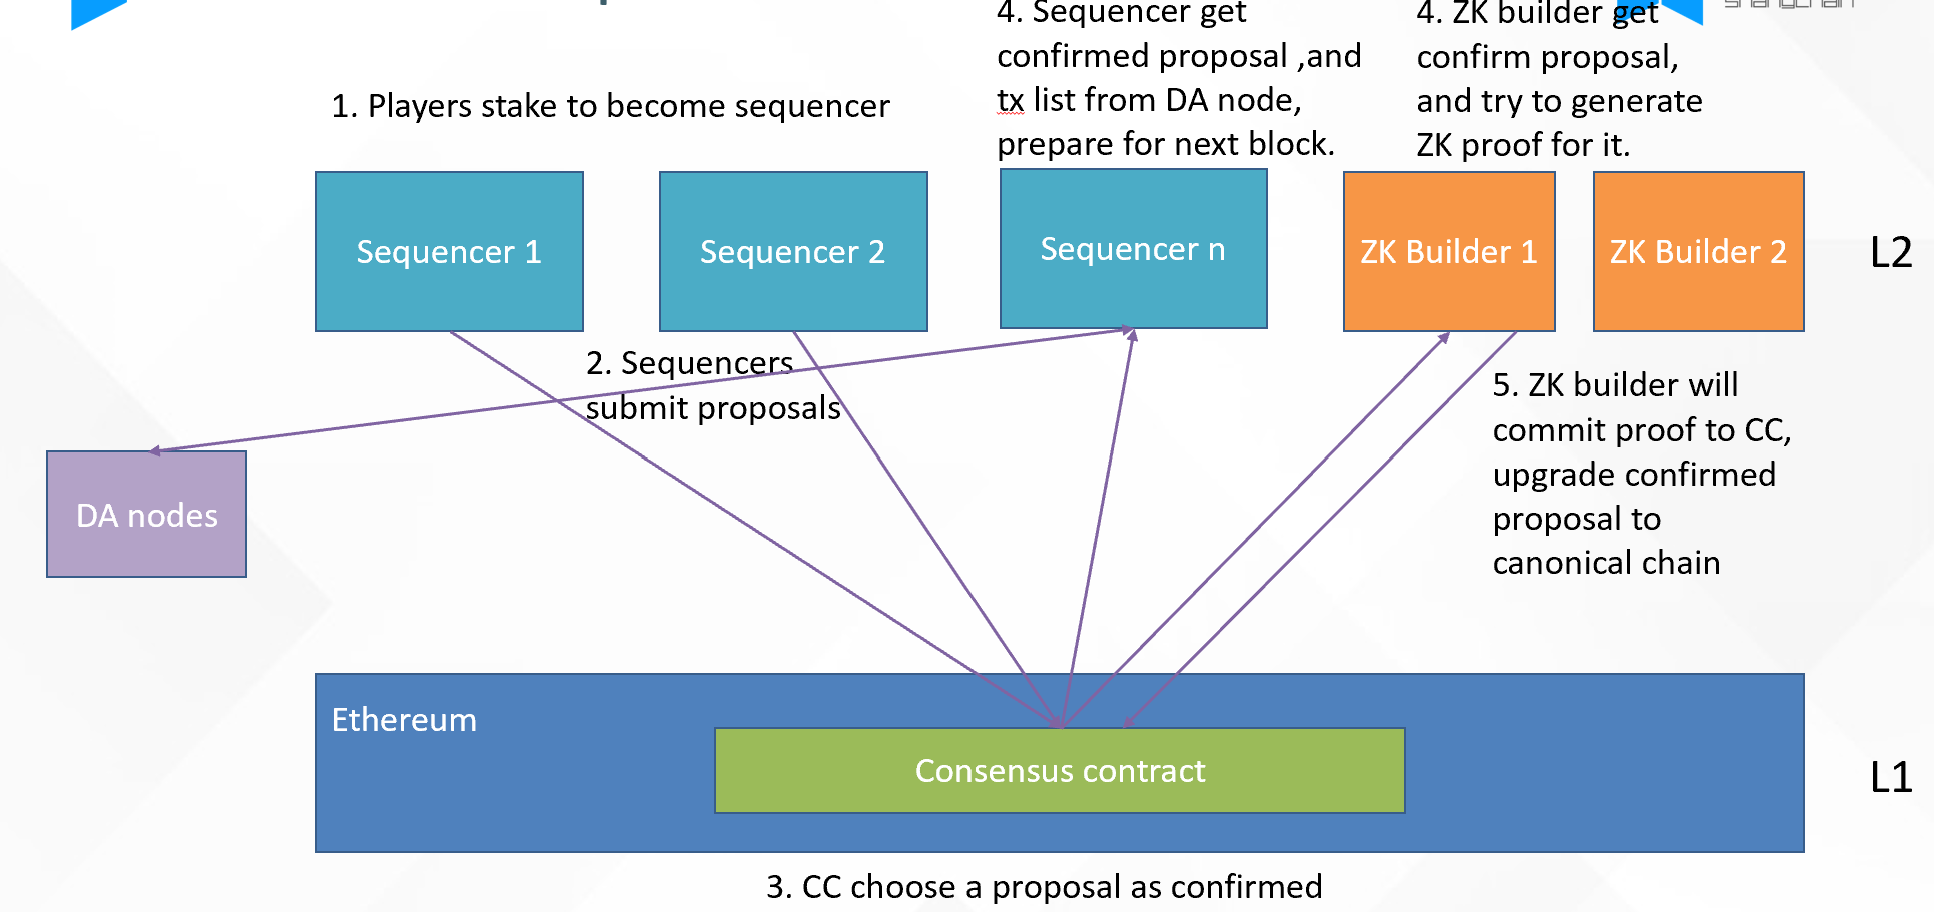 4. Sequencer get
confirmed proposal ,and
tx list from DA node,
prepare for next block.
4. ZK builder get
confirm proposal,
and try to generate
ZK proof for it.
1. Players stake to become sequencer
Sequencer 1
Sequencer 2
Sequencer n
ZK Builder 1
ZK Builder 2
L2
2. Sequencers
submit proposals
5. ZK builder will
commit proof to CC,
upgrade confirmed
proposal to
canonical chain
DA nodes
Ethereum
Consensus contract
L1
3. CC choose a proposal as confirmed